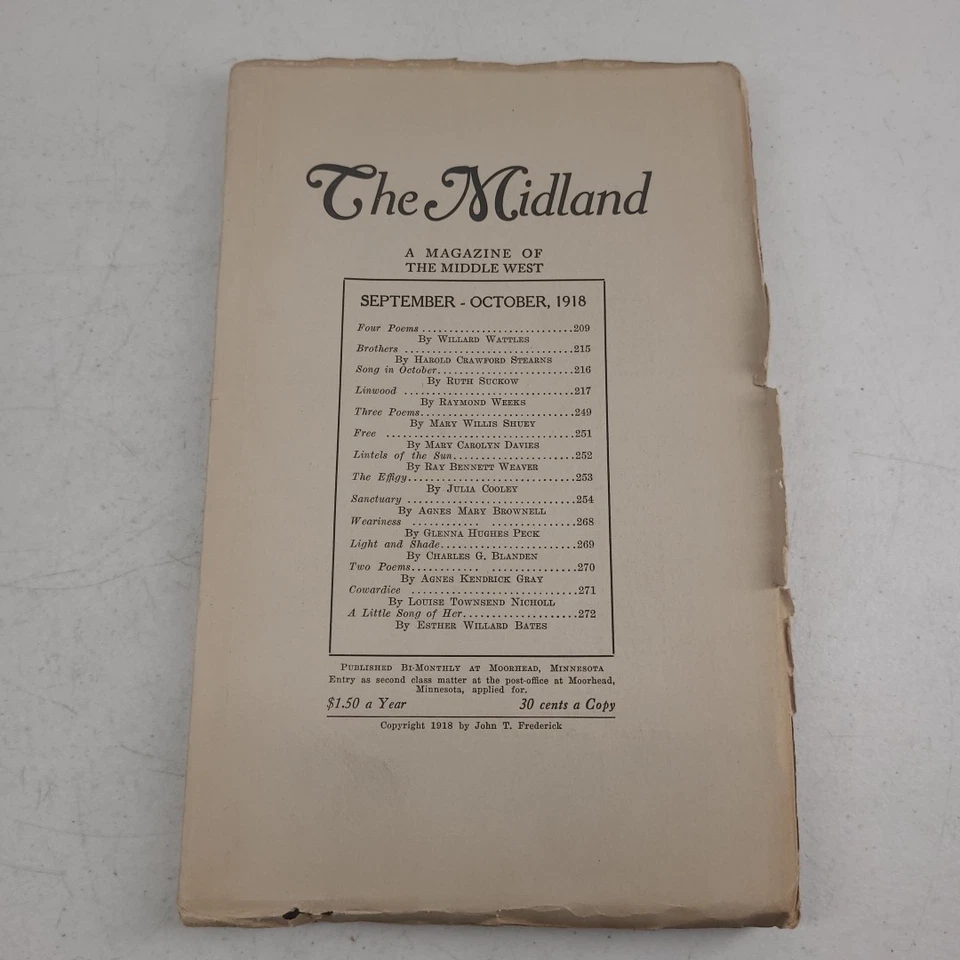 The Midland
A MAGAZINE OF
THE MIDDLE WEST
SEPTEMBER - OCTOBER, 1918
Four Poems ............................209
By WILLARD WATTLES
Brothers ...............................215
By HAROLD CRAWFORD STEARNS
Song in October.........................216
By RUTH SUCKOW
Linwood ...............................217
By RAYMOND WEEKS
Three Poems.............................249
By MARY WILLIS SHUEY
Free ...................................251
By MARY CAROLYN DAVIES
Lintels of the Sun......................252
By RAY BENNETT WEAVER
The Effigy..............................253
By JULIA COOLEY
Sanctuary ..............................254
By AGNES MARY BROWNELL
Weariness ............ ...............268
By GLENNA HUGHES PECK
Light and Shade.........................269
By CHARLES G. BLANDEN
Two Poems............ ................270
By AGNES KENDRICK GRAY
Cowardice ..............................271
By LOUISE TOWNSEND NICHOLL
A Little Song of Her....................272
By ESTHER WILLARD BATES
PUBLISHED BI-MONTHLY AT MOORHEAD, MINNESOTA
Entry as second class matter at the post-office at Moorhead,
Minnesota, applied for.
$1.50 a Year 30 cents a Copy
Copyright 1918 by John T. Frederick